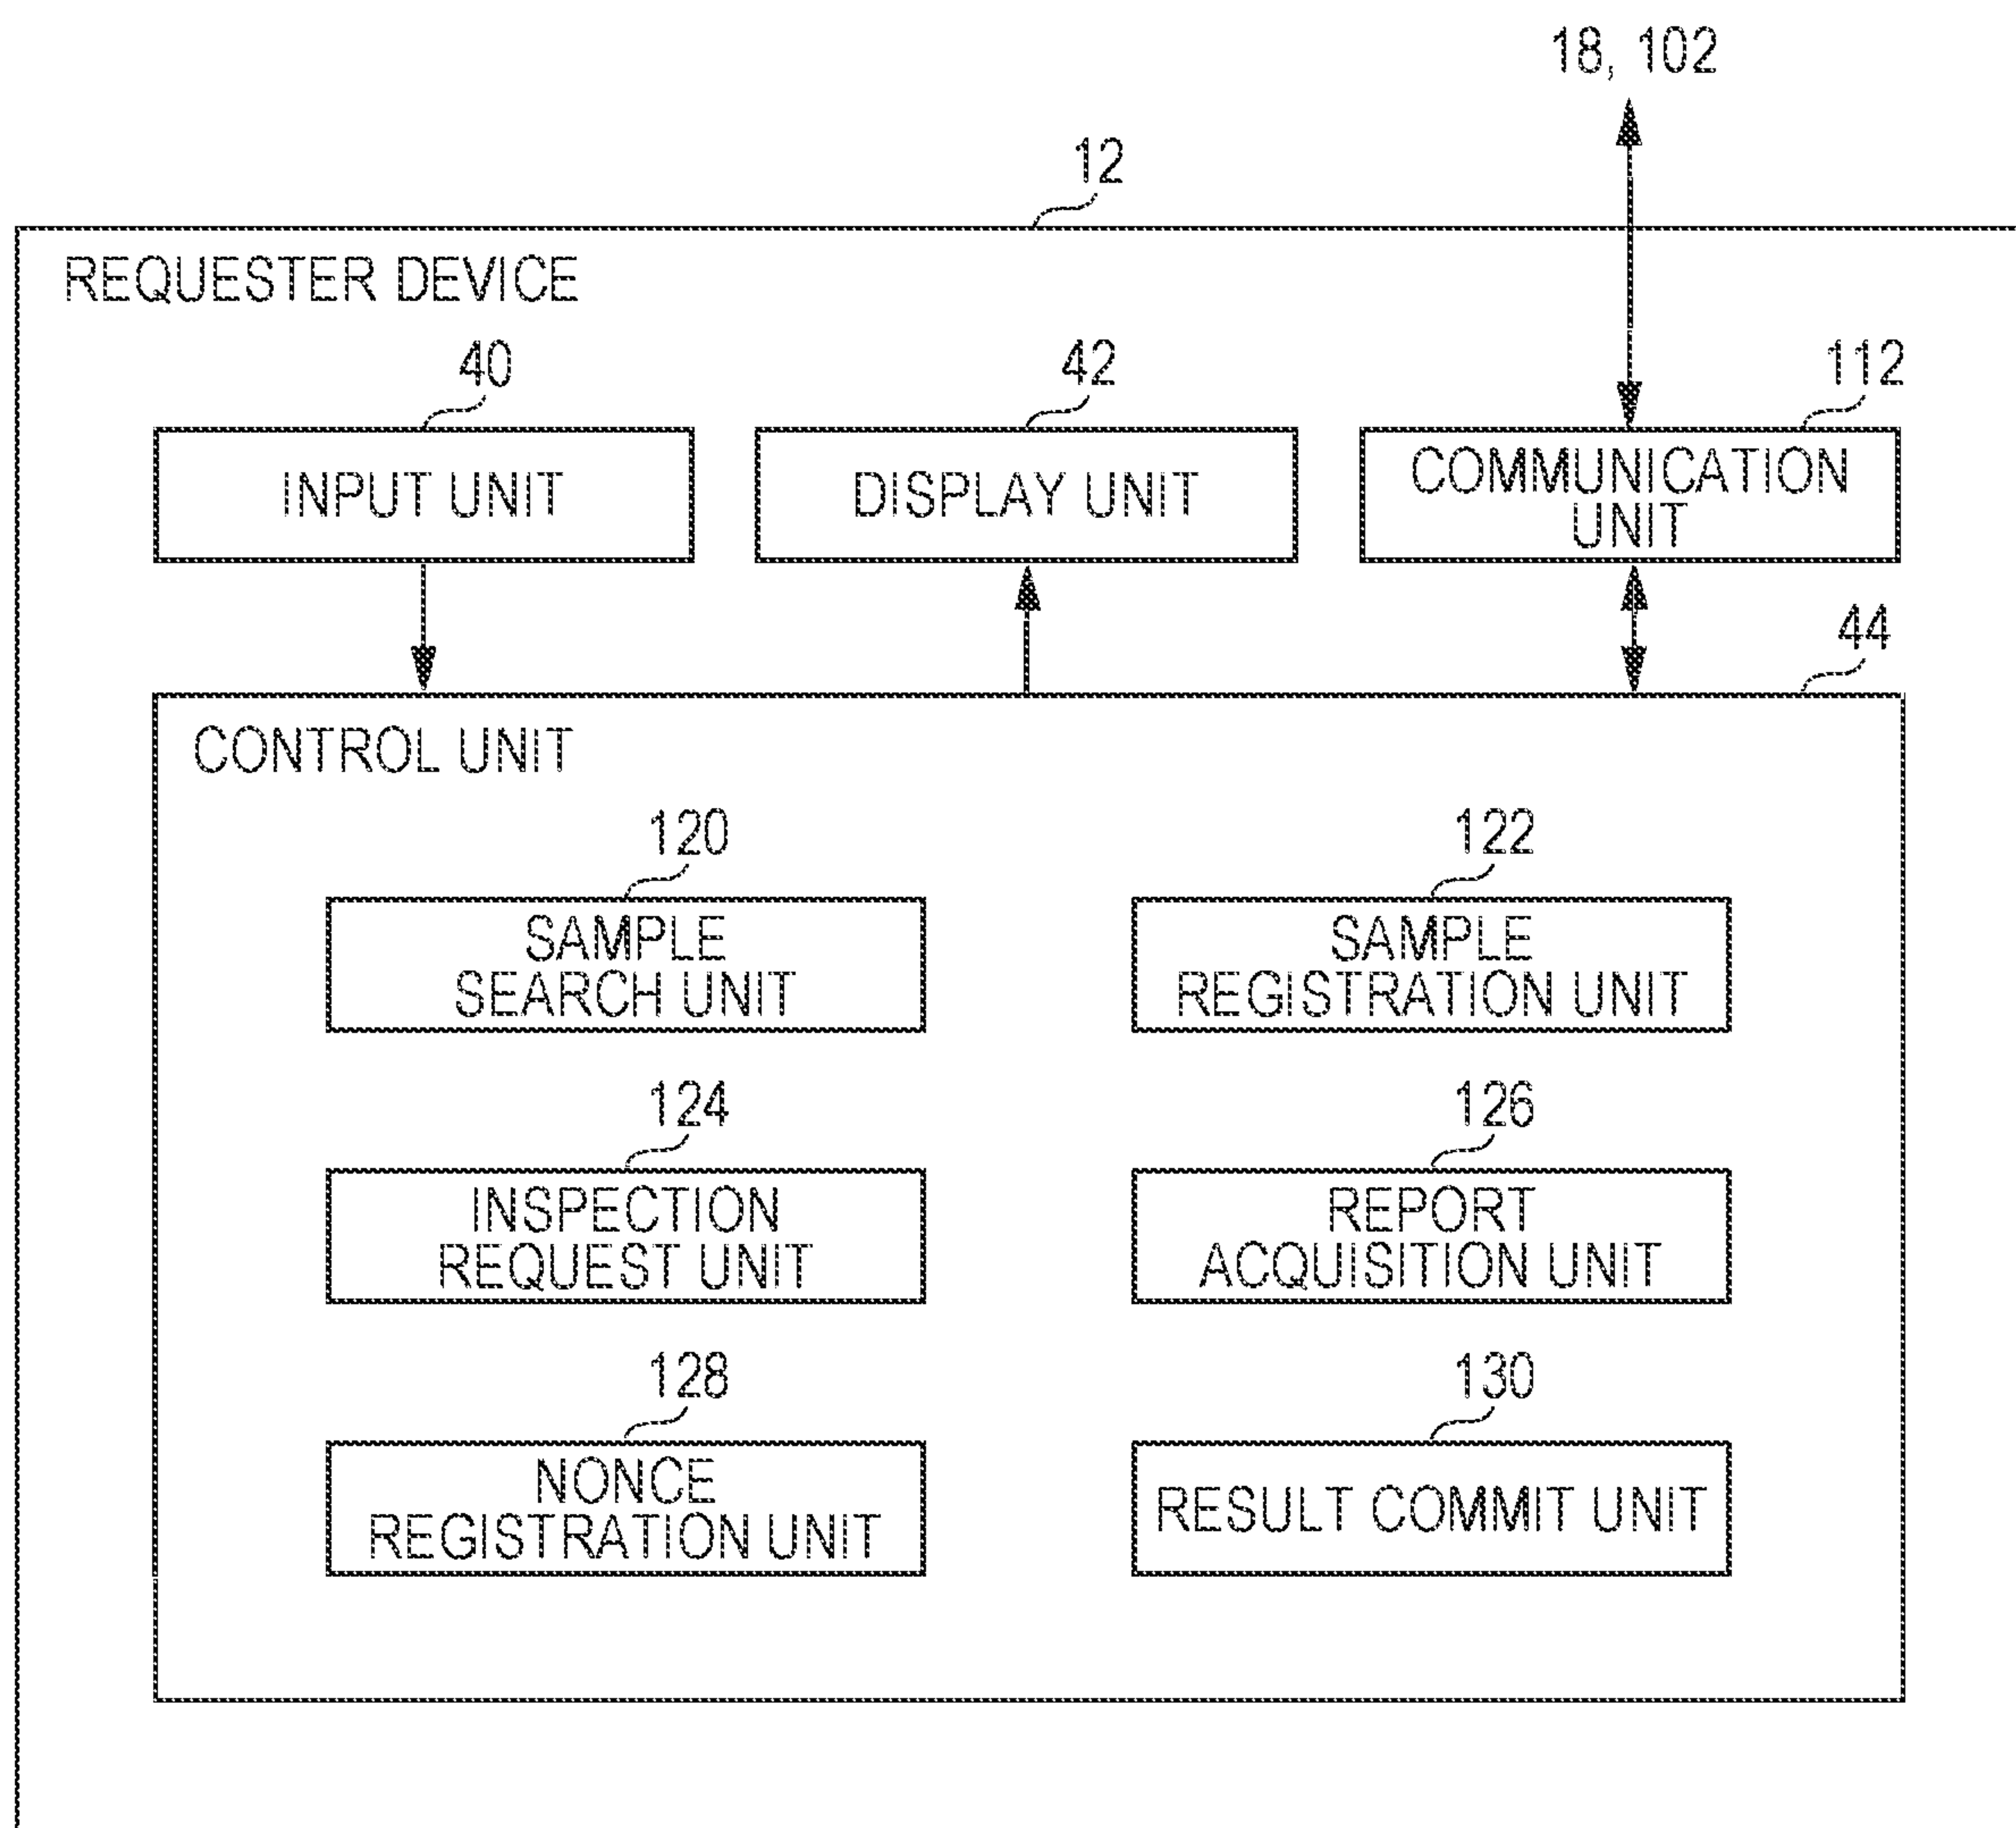 18, 102
12
REQUESTER DEVICE
40
42
112
INPUT UNIT
DISPLAY UNIT
COMMUNICATION
UNIT
44
CONTROL UNIT
120
122
SAMPLE
SEARCH UNIT
SAMPLE
REGISTRATION UNIT
124
126
INSPECTION
REQUEST UNIT
REPORT
ACQUISITION UNIT
128
130
NONCE
REGISTRATION UNIT
RESULT COMMIT UNIT